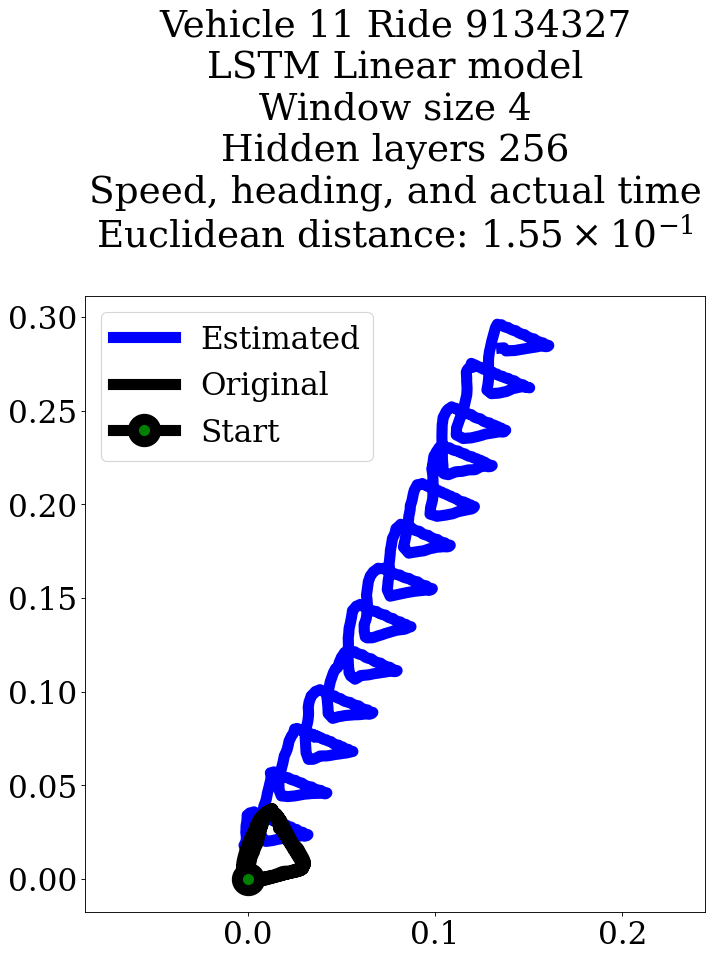 Vehicle 11 Ride 9134327
LSTM Linear model
Window size 4
Hidden layers 256
Speed, heading, and actual time
Euclidean distance: 1.55 × 10⁻¹
Estimated
Original
Start
0.30
0.25
0.20
0.15
0.10
0.05
0.00
0.0 0.1 0.2